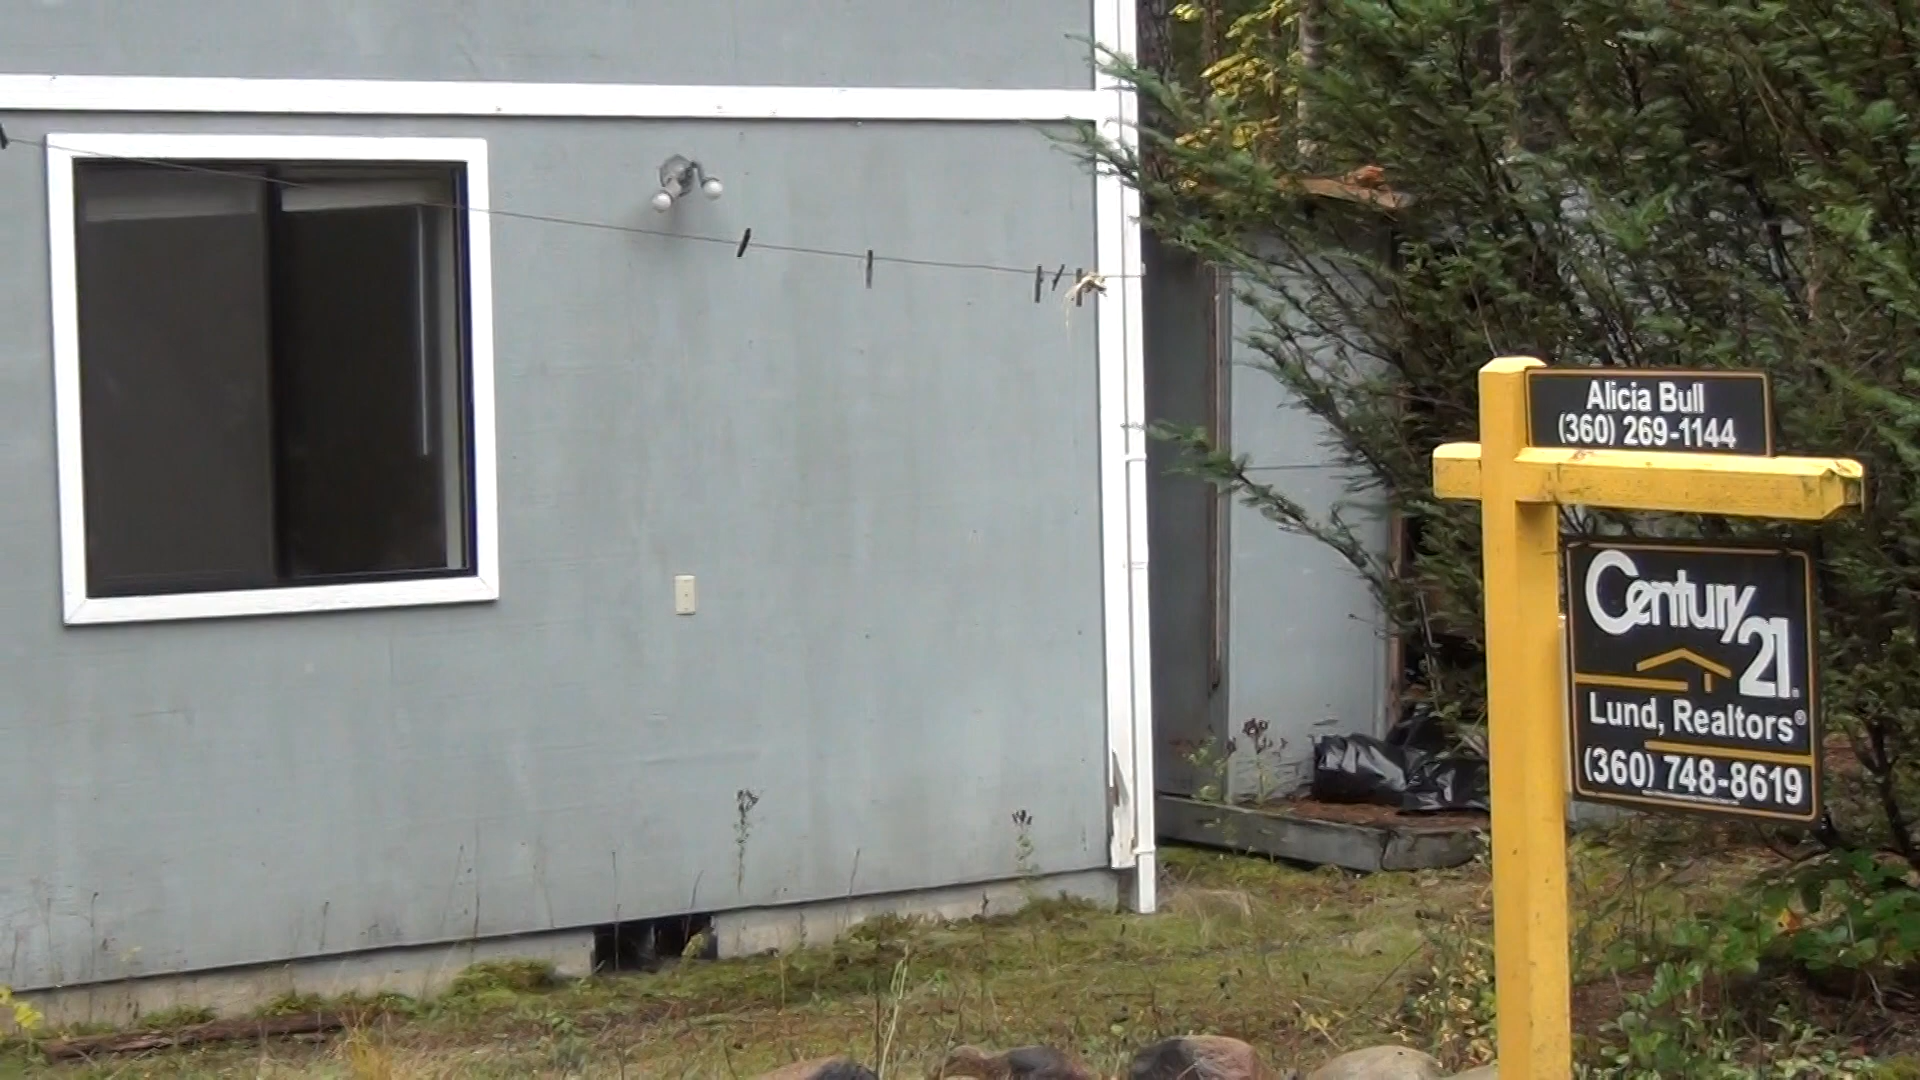 Alicia Bull
(360) 269-1144
Century
21
Lund, Realtors®
(360) 748-8619